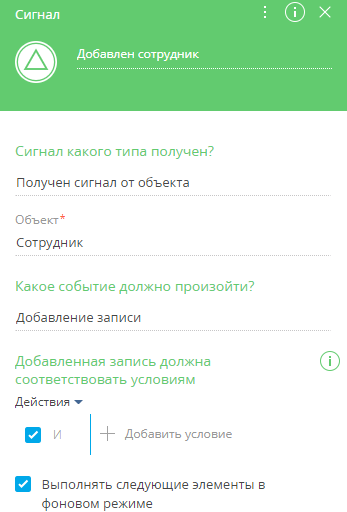 Сигнал
Добавлен сотрудник
Сигнал какого типа получен?
Получен сигнал от объекта
Объект*
Сотрудник
Какое событие должно произойти?
Добавление записи
Добавленная запись должна
соответствовать условиям
Действия
И
Добавить условие
Выполнять следующие элементы в
фоновом режиме